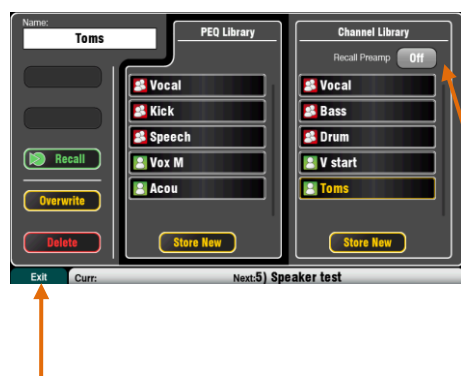 Name:
Toms
Recall
Overwrite
Delete
PEQ Library
Vocal
Kick
Speech
Vox M
Acou
Store New
Channel Library
Recall Preamp Off
Vocal
Bass
Drum
V start
Toms
Store New
Exit
Curr:
Next:5) Speaker test